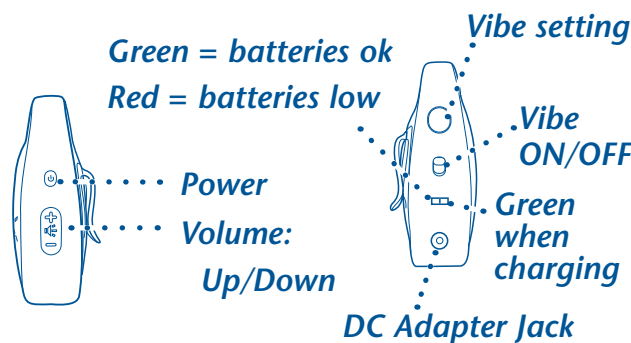 Vibe setting
Green = batteries ok
Red = batteries low
Vibe
ON/OFF
Power
Green
when
charging
Volume:
Up/Down
DC Adapter Jack